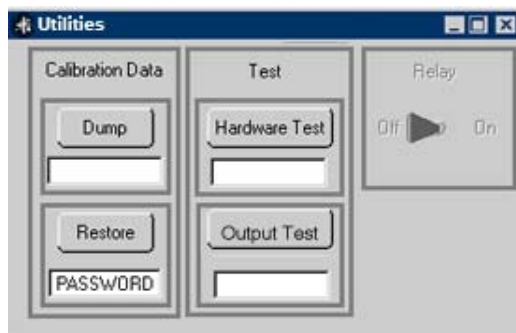 Utilities
Calibration Data
Dump
Restore
PASSWORD
Test
Hardware Test
Output Test
Relay
Off
On